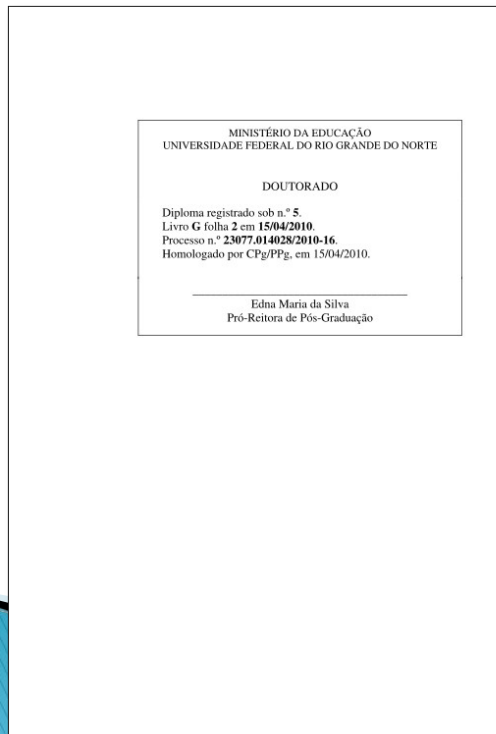 MINISTÉRIO DA EDUCAÇÃO
UNIVERSIDADE FEDERAL DO RIO GRANDE DO NORTE
DOUTORADO
Diploma registrado sob n.º 5.
Livro G folha 2 em 15/04/2010.
Processo n.º 23077.014028/2010-16.
Homologado por CPg/PPg, em 15/04/2010.
Edna Maria da Silva
Pró-Reitora de Pós-Graduação